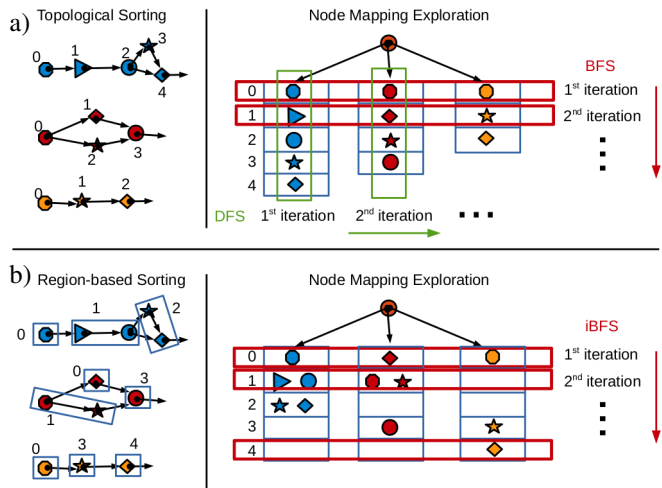 a)
Topological Sorting
Node Mapping Exploration
0 1 2 3 4
0 1 2 3
0 1 2
BFS
0
1st iteration
1
2nd iteration
2
3
4
DFS 1st iteration 2nd iteration
b)
Region-based Sorting
Node Mapping Exploration
0 1 2
0 1 3
0 3 4
iBFS
0
1st iteration
1
2nd iteration
2
3
4